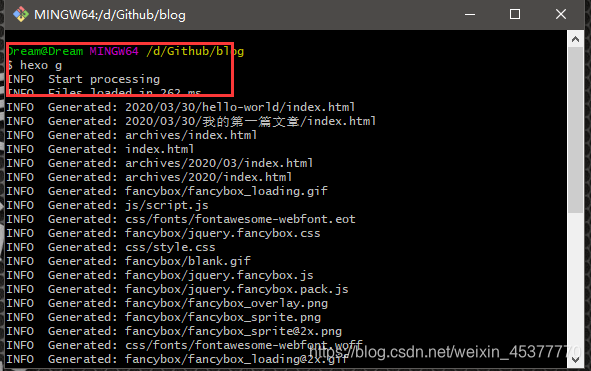 MINGW64:/d/Github/blog
Dream@Dream MINGW64 /d/Github/blog
$ hexo g
INFO  Start processing
INFO  Files loaded in 262 ms
INFO  Generated: 2020/03/30/hello-world/index.html
INFO  Generated: 2020/03/30/我的第一篇文章/index.html
INFO  Generated: archives/index.html
INFO  Generated: index.html
INFO  Generated: archives/2020/03/index.html
INFO  Generated: archives/2020/index.html
INFO  Generated: fancybox/fancybox_loading.gif
INFO  Generated: js/script.js
INFO  Generated: css/fonts/fontawesome-webfont.eot
INFO  Generated: fancybox/jquery.fancybox.css
INFO  Generated: css/style.css
INFO  Generated: fancybox/blank.gif
INFO  Generated: fancybox/jquery.fancybox.js
INFO  Generated: fancybox/jquery.fancybox.pack.js
INFO  Generated: fancybox/fancybox_overlay.png
INFO  Generated: fancybox/fancybox_sprite.png
INFO  Generated: fancybox/fancybox_sprite@2x.png
INFO  Generated: css/fonts/fontawesome-webfont.woff
INFO  Generated: fancybox/fancybox_loading@2x.gif